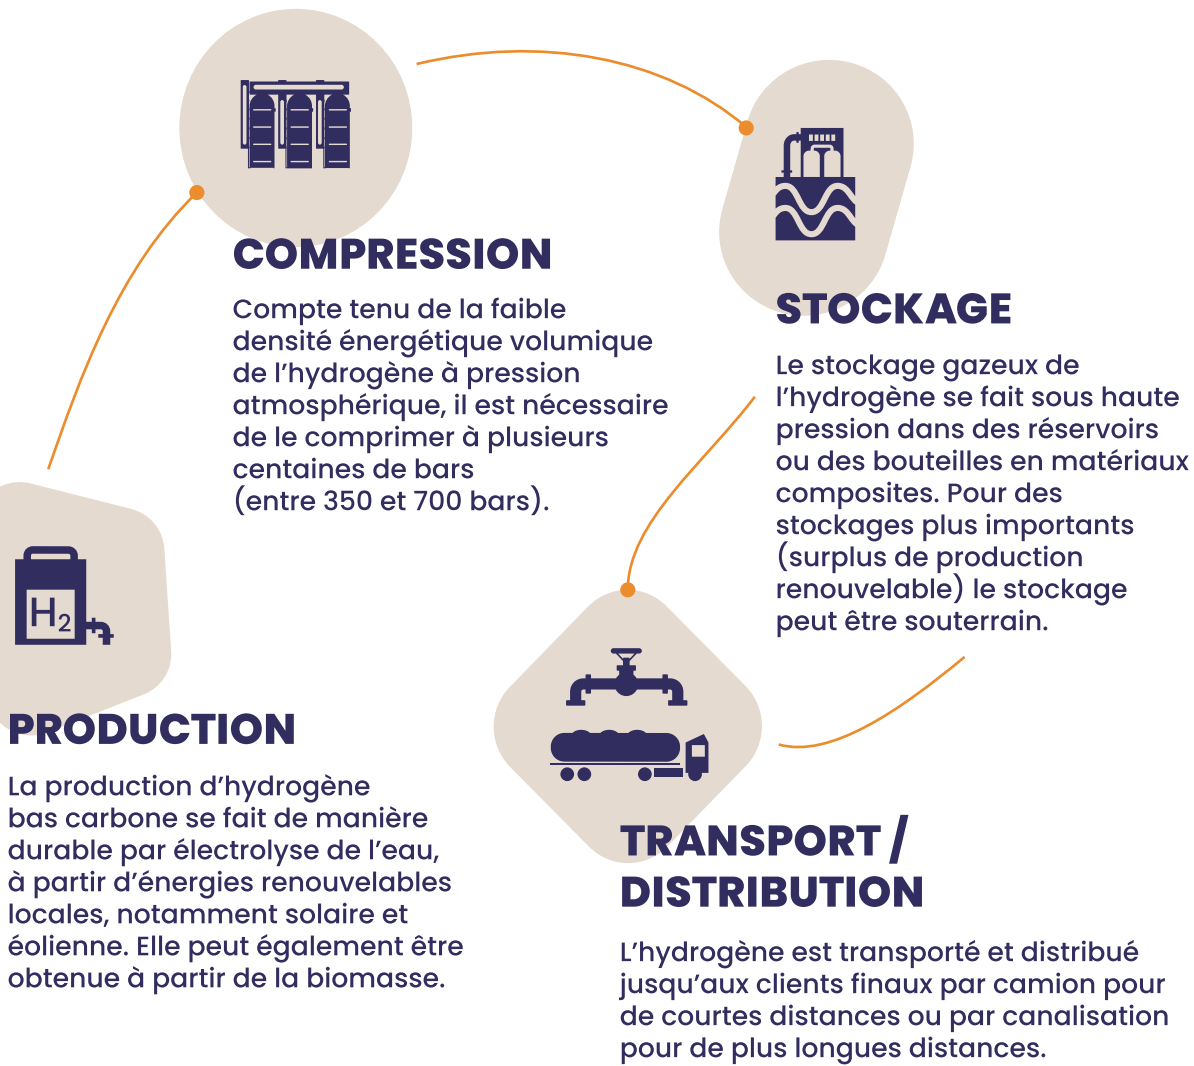 COMPRESSION
Compte tenu de la faible
densité énergétique volumique
de l’hydrogène à pression
atmosphérique, il est nécessaire
de le comprimer à plusieurs
centaines de bars
(entre 350 et 700 bars).
STOCKAGE
Le stockage gazeux de
l’hydrogène se fait sous haute
pression dans des réservoirs
ou des bouteilles en matériaux
composites. Pour des
stockages plus importants
(surplus de production
renouvelable) le stockage
peut être souterrain.
H2
PRODUCTION
La production d’hydrogène
bas carbone se fait de manière
durable par électrolyse de l’eau,
à partir d’énergies renouvelables
locales, notamment solaire et
éolienne. Elle peut également être
obtenue à partir de la biomasse.
TRANSPORT /
DISTRIBUTION
L’hydrogène est transporté et distribué
jusqu’aux clients finaux par camion pour
de courtes distances ou par canalisation
pour de plus longues distances.